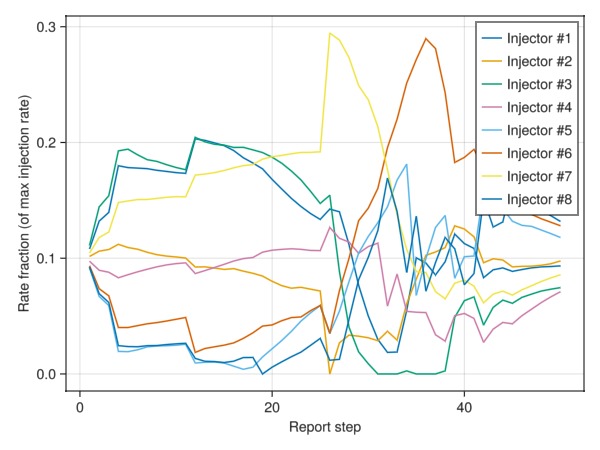 0.3
0.2
0.1
0.0
Rate fraction (of max injection rate)
0
20
40
Report step
Injector #1
Injector #2
Injector #3
Injector #4
Injector #5
Injector #6
Injector #7
Injector #8